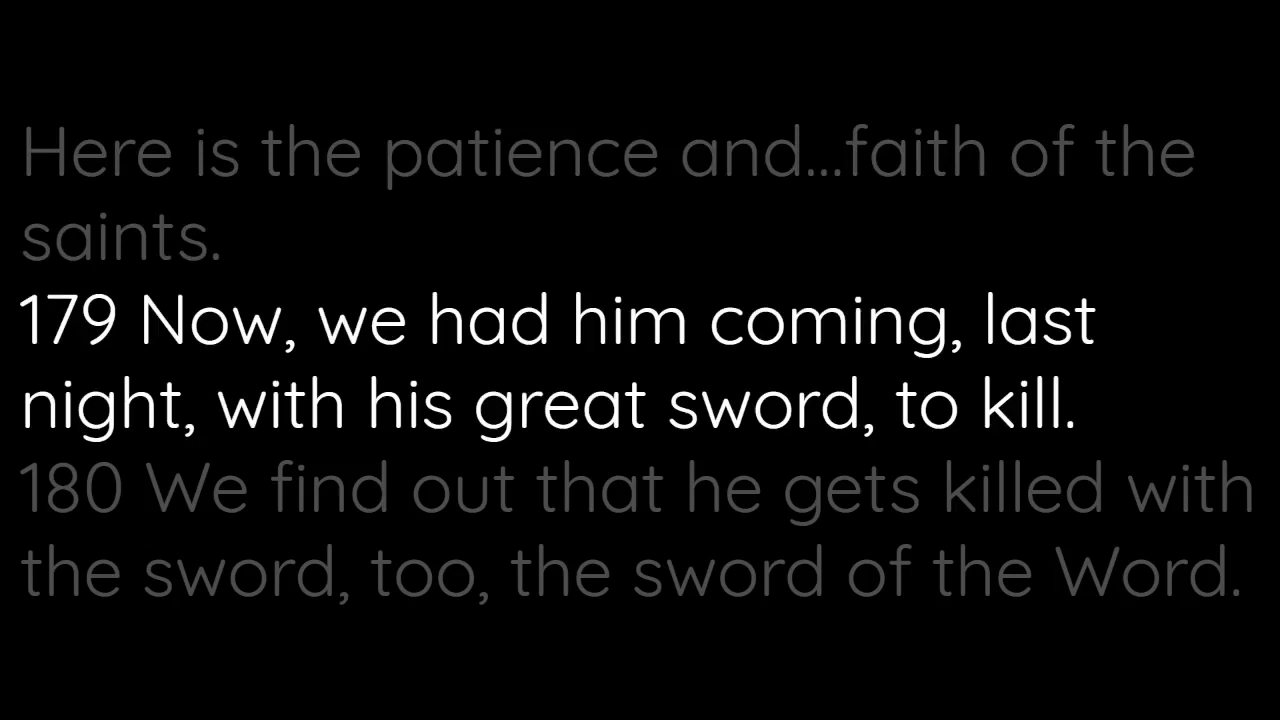 Here is the patience and...faith of the
saints.
179 Now, we had him coming, last
night, with his great sword, to kill.
180 We find out that he gets killed with
the sword, too, the sword of the Word.